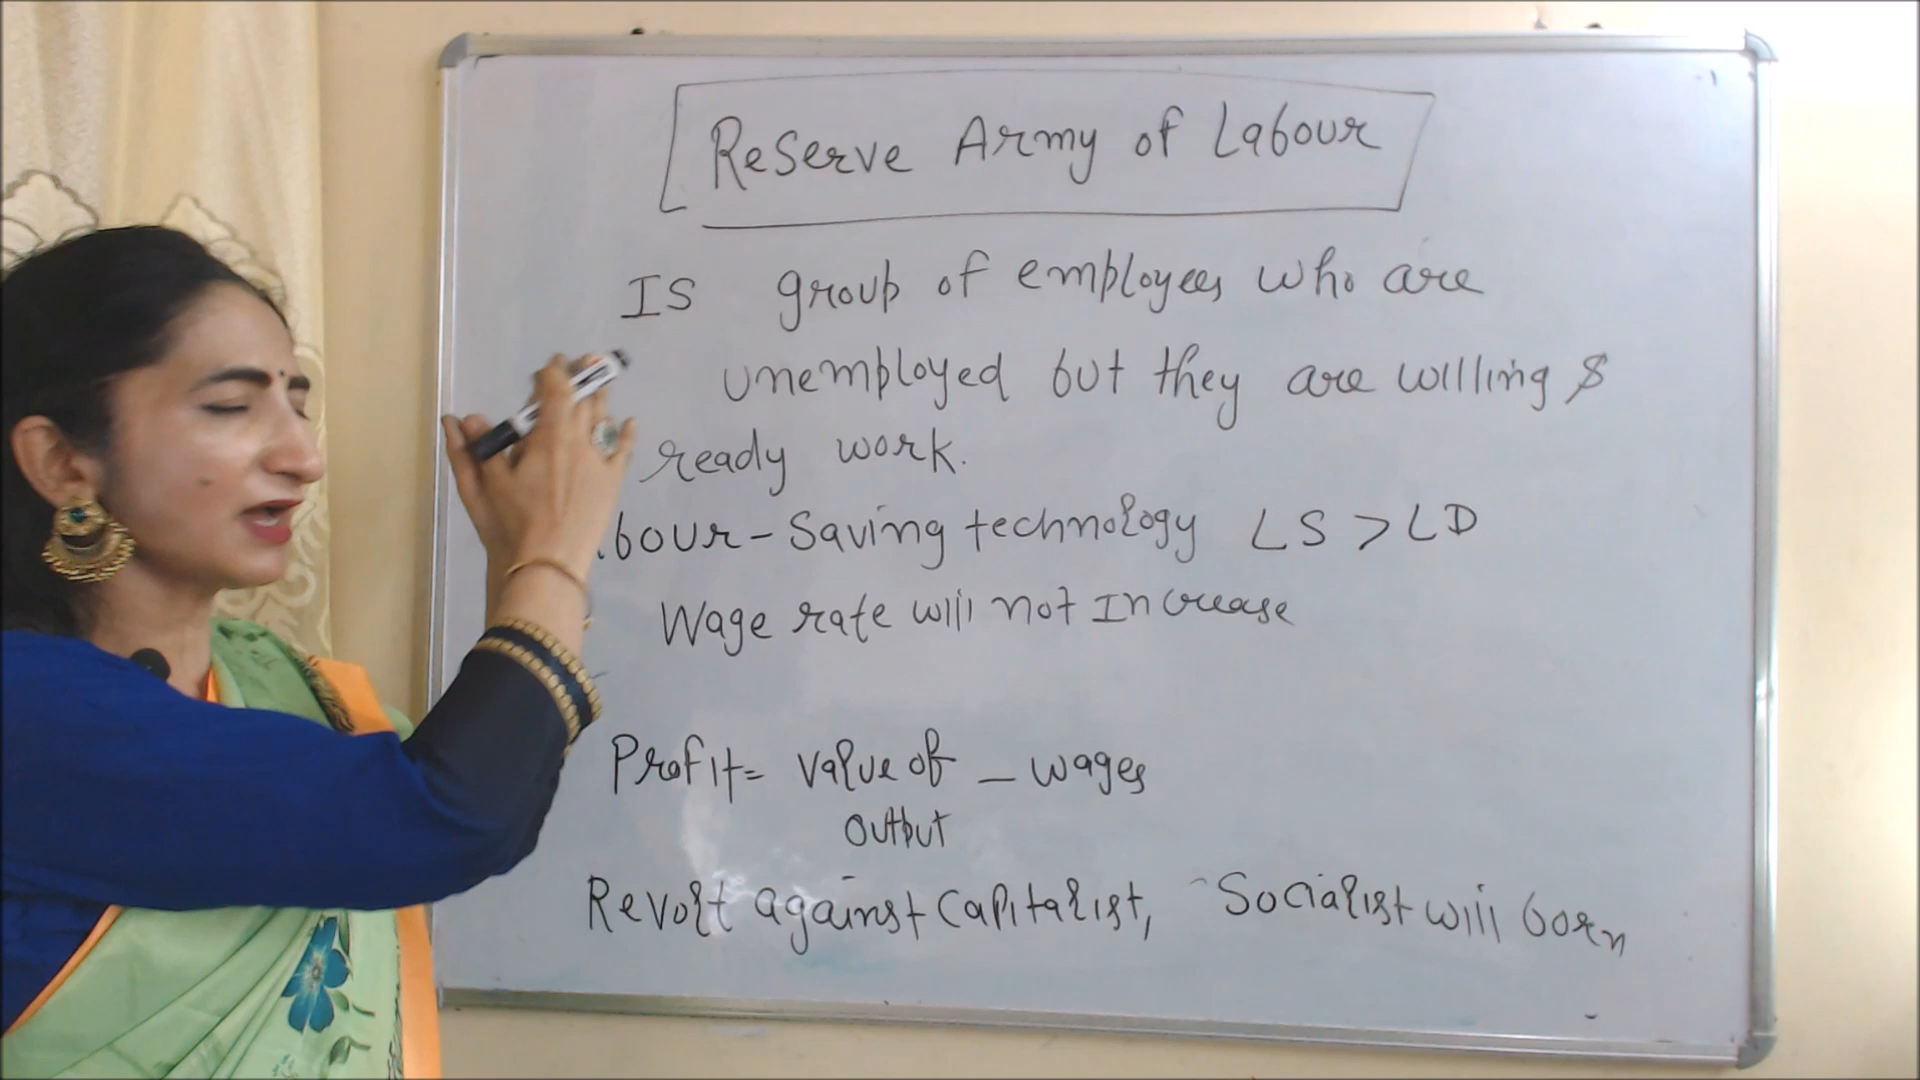 Reserve Army of Labour
Is group of employees who are
unemployed but they are willing $
ready work.
bour-Saving technology LS > LD
Wage rate will not Increase
Profit = Value of - wages
output
Revolt against Capitalist, Socialist will born